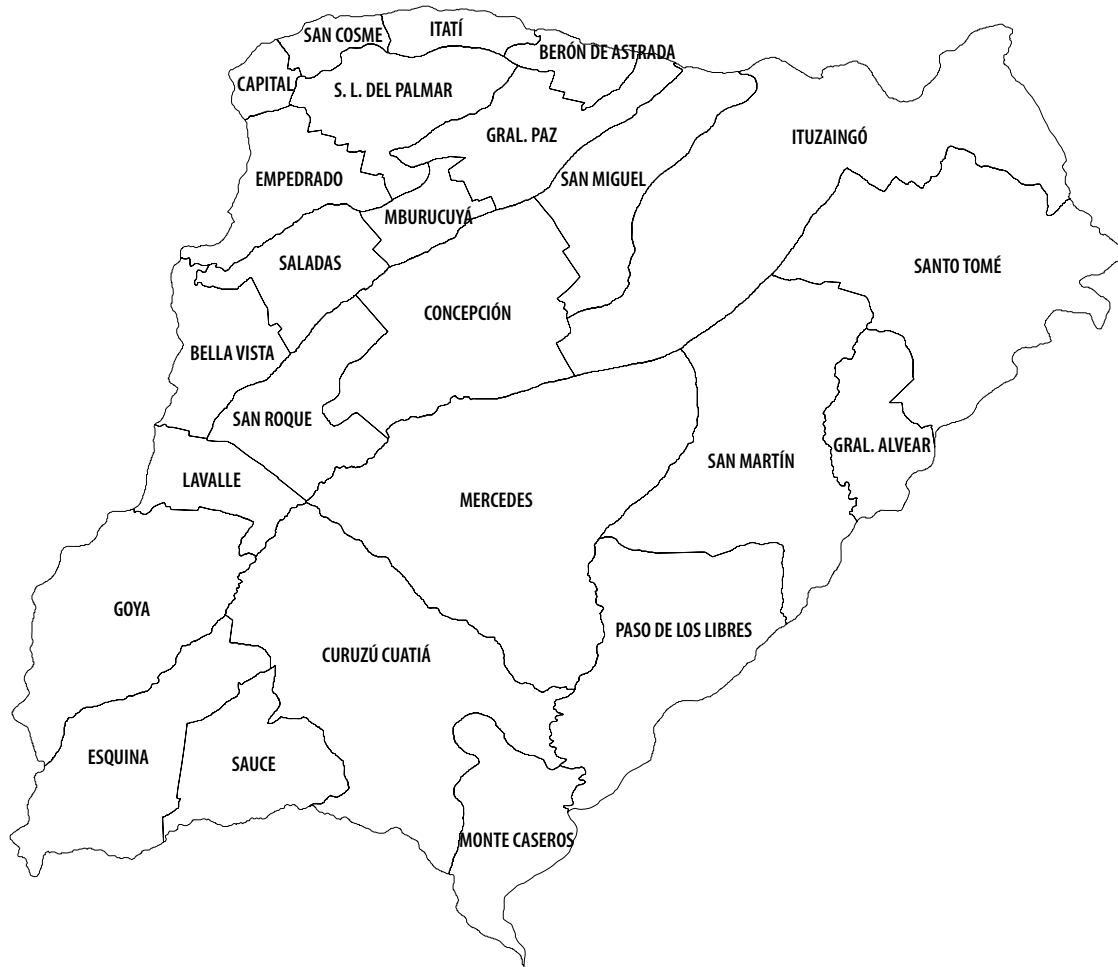 ITATÍ
SAN COSME
BERÓN DE ASTRADA
CAPITAL
S. L. DEL PALMAR
GRAL. PAZ
ITUZAINGÓ
EMPEDRADO
SAN MIGUEL
MBURUCUYÁ
SALADAS
SANTO TOMÉ
CONCEPCIÓN
BELLA VISTA
SAN ROQUE
GRAL. ALVEAR
SAN MARTÍN
LAVALLE
MERCEDES
GOYA
PASO DE LOS LIBRES
CURUZÚ CUATIÁ
ESQUINA
SAUCE
MONTE CASEROS